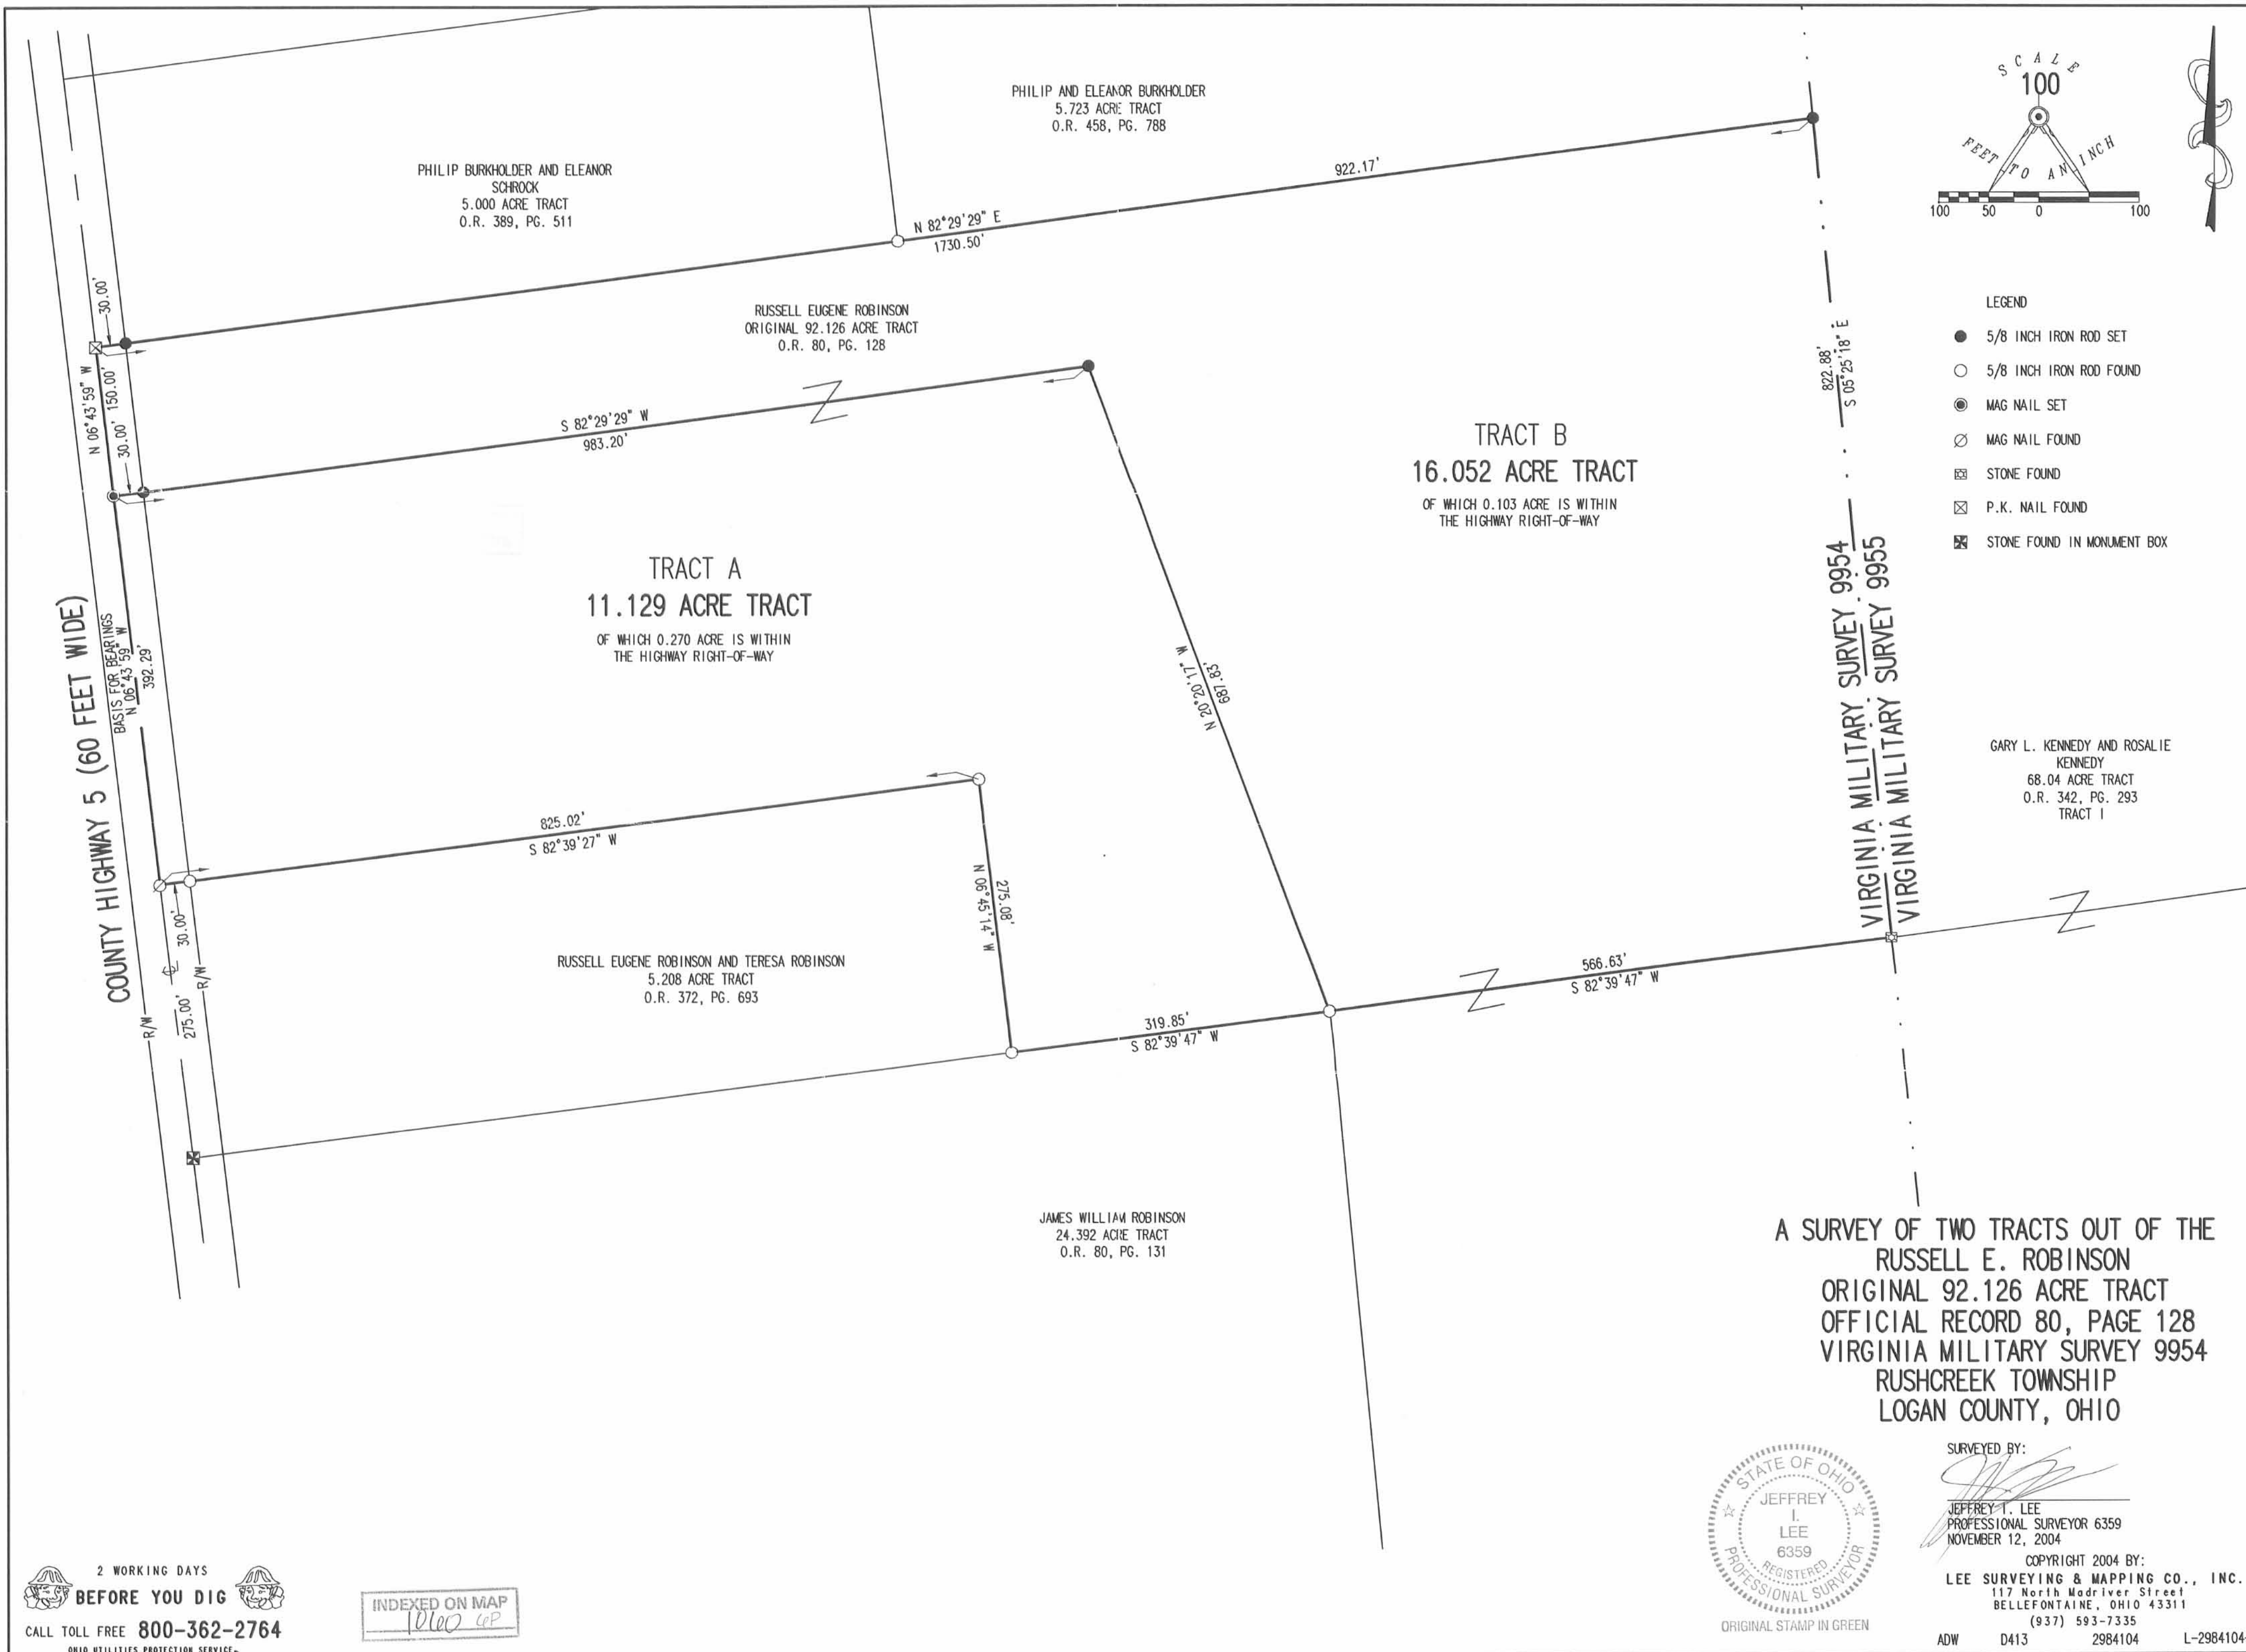 PHILIP AND ELEANOR BURKHOLDER
5.723 ACRE TRACT
O.R. 458, PG. 788
PHILIP BURKHOLDER AND ELEANOR
SCHROCK
5.000 ACRE TRACT
O.R. 389, PG. 511
922.17'
N 82°29'29" E
1730.50'
SCALE
100
FEET TO AN INCH
100 50 0 100
LEGEND
5/8 INCH IRON ROD SET
5/8 INCH IRON ROD FOUND
MAG NAIL SET
MAG NAIL FOUND
STONE FOUND
P.K. NAIL FOUND
STONE FOUND IN MONUMENT BOX
30.00'
RUSSELL EUGENE ROBINSON
ORIGINAL 92.126 ACRE TRACT
O.R. 80, PG. 128
N 06°43'59" W
150.00'
30.00'
S 82°29'29" W
983.20'
822.88'
S 05°25'18" E
TRACT B
16.052 ACRE TRACT
OF WHICH 0.103 ACRE IS WITHIN
THE HIGHWAY RIGHT-OF-WAY
TRACT A
11.129 ACRE TRACT
OF WHICH 0.270 ACRE IS WITHIN
THE HIGHWAY RIGHT-OF-WAY
COUNTY HIGHWAY 5 (60 FEET WIDE)
BASIS FOR BEARINGS
N 06°43'59" W
392.29'
N 20°20'17" W
687.83'
VIRGINIA MILITARY SURVEY 9954
VIRGINIA MILITARY SURVEY 9955
GARY L. KENNEDY AND ROSALIE
KENNEDY
68.04 ACRE TRACT
O.R. 342, PG. 293
TRACT I
825.02'
S 82°39'27" W
275.08'
N 06°45'14" W
30.00'
R/W
275.00'
R/W
RUSSELL EUGENE ROBINSON AND TERESA ROBINSON
5.208 ACRE TRACT
O.R. 372, PG. 693
566.63'
S 82°39'47" W
319.85'
S 82°39'47" W
JAMES WILLIAM ROBINSON
24.392 ACRE TRACT
O.R. 80, PG. 131
A SURVEY OF TWO TRACTS OUT OF THE
RUSSELL E. ROBINSON
ORIGINAL 92.126 ACRE TRACT
OFFICIAL RECORD 80, PAGE 128
VIRGINIA MILITARY SURVEY 9954
RUSHCREEK TOWNSHIP
LOGAN COUNTY, OHIO
STATE OF OHIO
JEFFREY
I.
LEE
6359
REGISTERED
PROFESSIONAL SURVEYOR
ORIGINAL STAMP IN GREEN
SURVEYED BY:
JEFFREY I. LEE
PROFESSIONAL SURVEYOR 6359
NOVEMBER 12, 2004
COPYRIGHT 2004 BY:
LEE SURVEYING & MAPPING CO., INC.
117 North Madriver Street
BELLEFONTAINE, OHIO 43311
(937) 593-7335
ADW D413 2984104 L-2984104
2 WORKING DAYS
BEFORE YOU DIG
CALL TOLL FREE 800-362-2764
OHIO UTILITIES PROTECTION SERVICE
INDEXED ON MAP